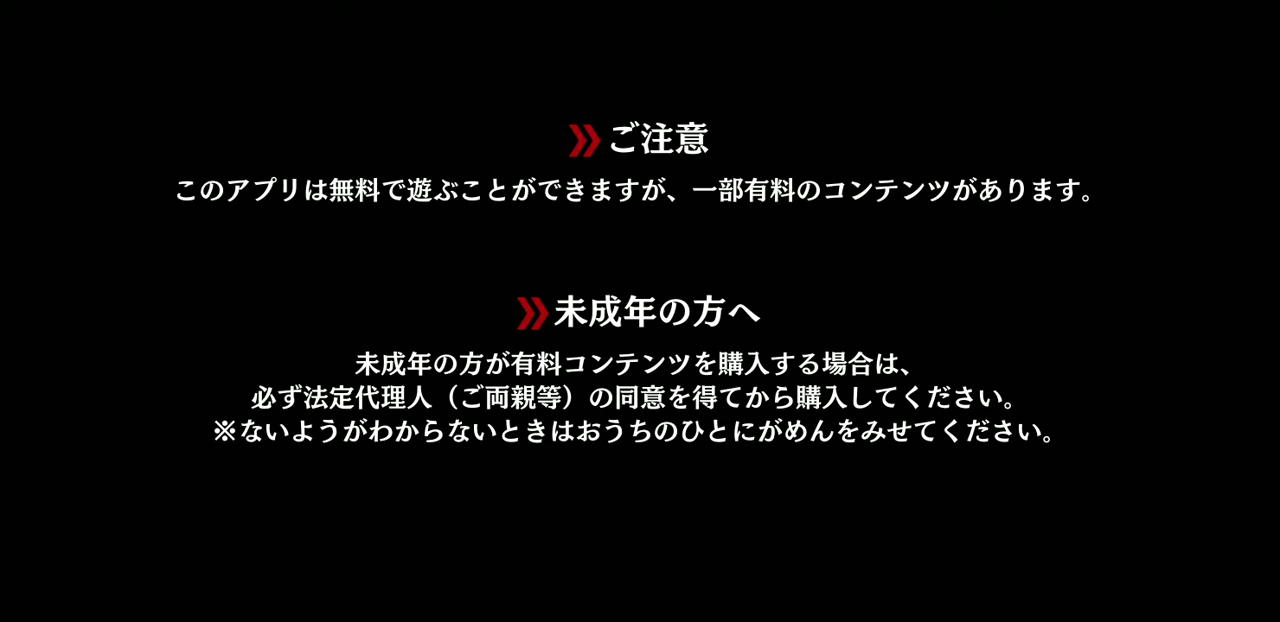 ご注意
このアプリは無料で遊ぶことができますが、一部有料のコンテンツがあります。
未成年の方へ
未成年の方が有料コンテンツを購入する場合は、
必ず法定代理人（ご両親等）の同意を得てから購入してください。
※ないようがわからないときはおうちのひとにがめんをみせてください。